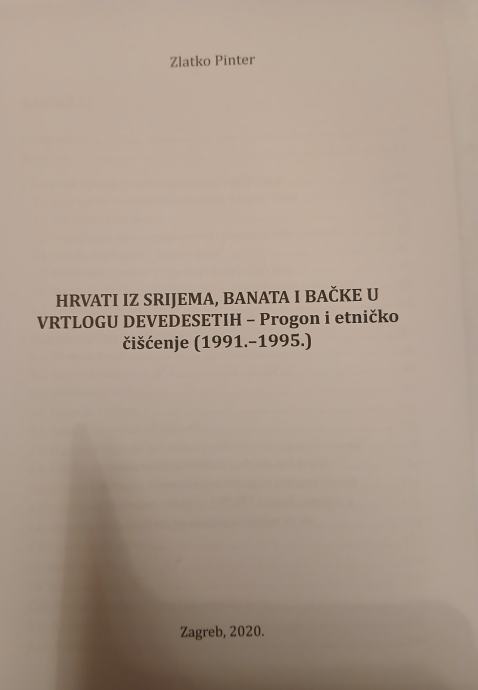 Zlatko Pinter
HRVATI IZ SRIJEMA, BANATA I BAČKE U
VRTLOGU DEVEDESETIH – Progon i etničko
čišćenje (1991.–1995.)
Zagreb, 2020.